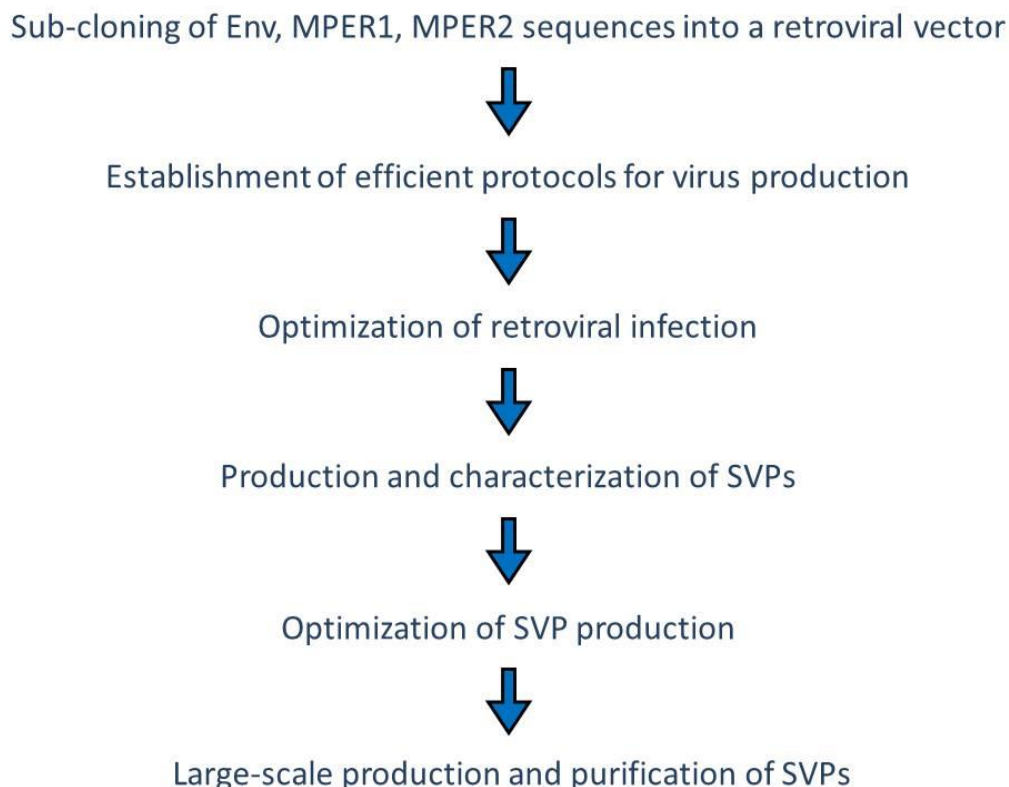 Sub-cloning of Env, MPER1, MPER2 sequences into a retroviral vector
Establishment of efficient protocols for virus production
Optimization of retroviral infection
Production and characterization of SVPs
Optimization of SVP production
Large-scale production and purification of SVPs